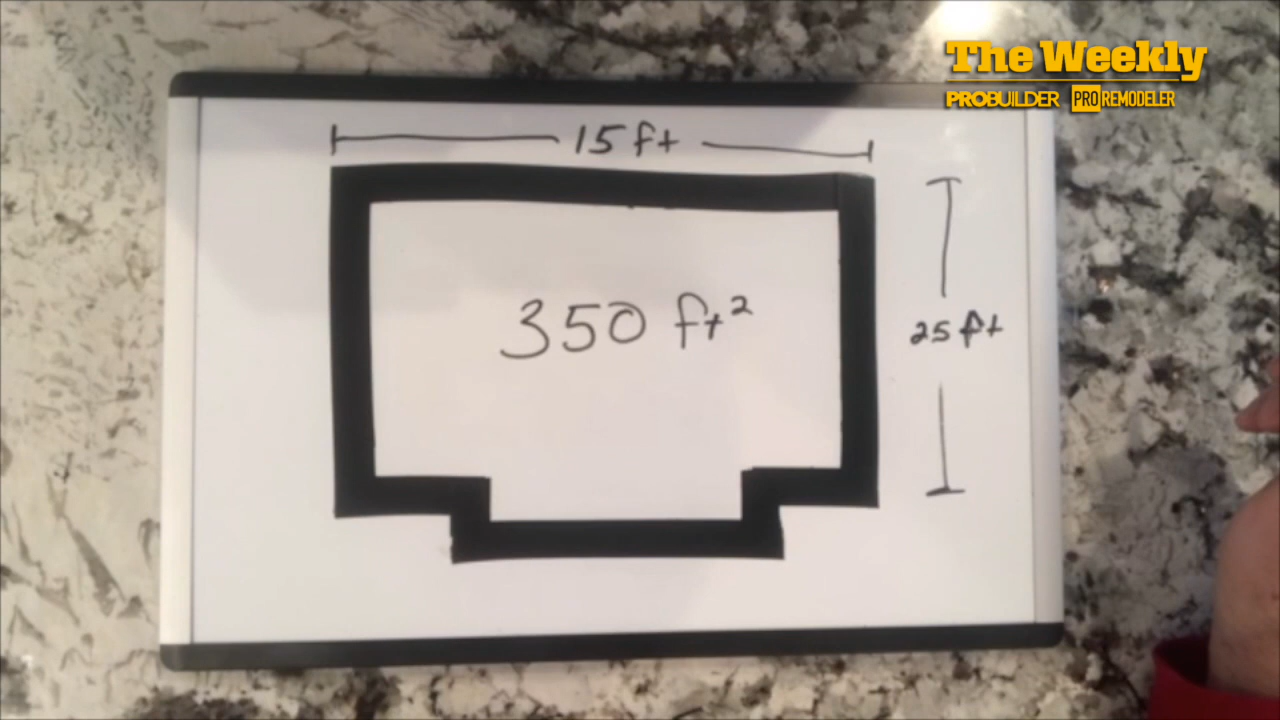 The Weekly
PROBUILDER PRO REMODELER
15 ft
350 ft²
25 ft